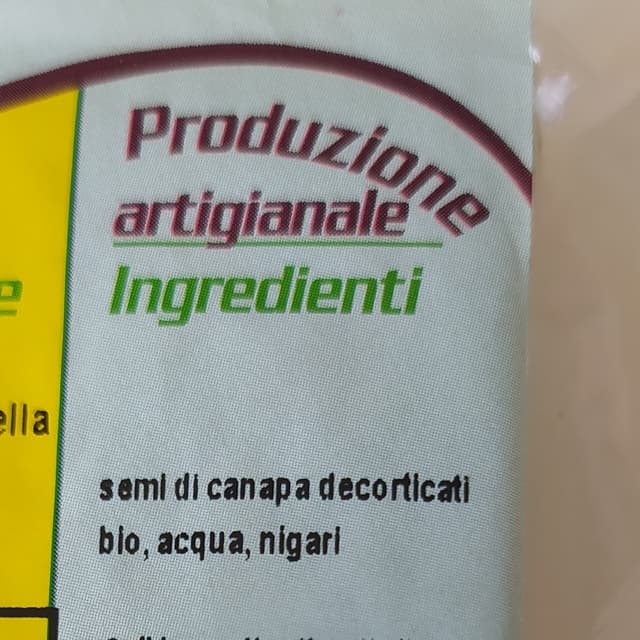 Produzione
artigianale
Ingredienti
ella
semi di canapa decorticati
bio, acqua, nigari